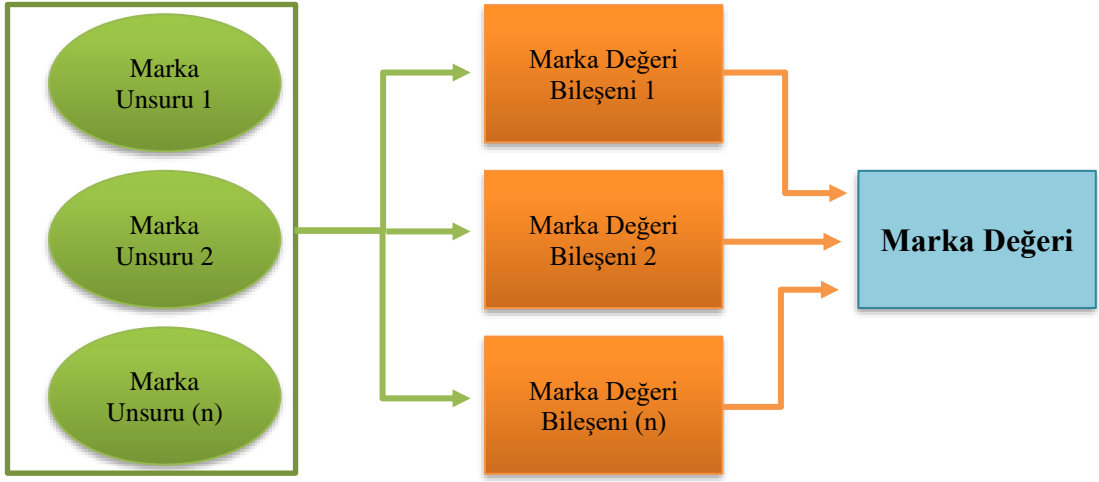 Marka
Unsuru 1
Marka
Unsuru 2
Marka
Unsuru (n)
Marka Değeri
Bileşeni 1
Marka Değeri
Bileşeni 2
Marka Değeri
Bileşeni (n)
Marka Değeri